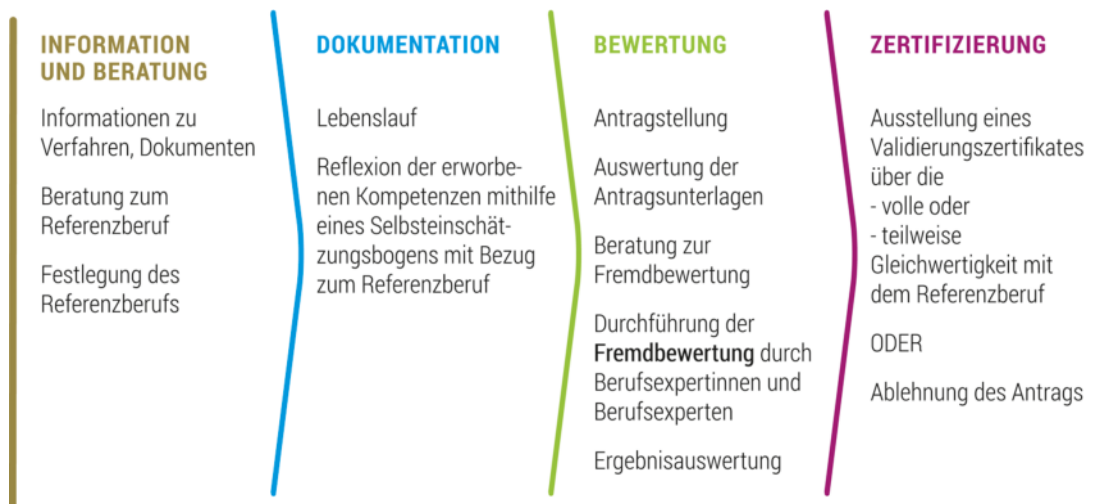 INFORMATION
UND BERATUNG
Informationen zu
Verfahren, Dokumenten
Beratung zum
Referenzberuf
Festlegung des
Referenzberufs
DOKUMENTATION
Lebenslauf
Reflexion der erworbe-
nen Kompetenzen mithilfe
eines Selbsteinschät-
zungsbogens mit Bezug
zum Referenzberuf
BEWERTUNG
Antragstellung
Auswertung der
Antragsunterlagen
Beratung zur
Fremdbewertung
Durchführung der
Fremdbewertung durch
Berufsexpertinnen und
Berufsexperten
Ergebnisauswertung
ZERTIFIZIERUNG
Ausstellung eines
Validierungszertifikates
über die
- volle oder
- teilweise
Gleichwertigkeit mit
dem Referenzberuf
ODER
Ablehnung des Antrags